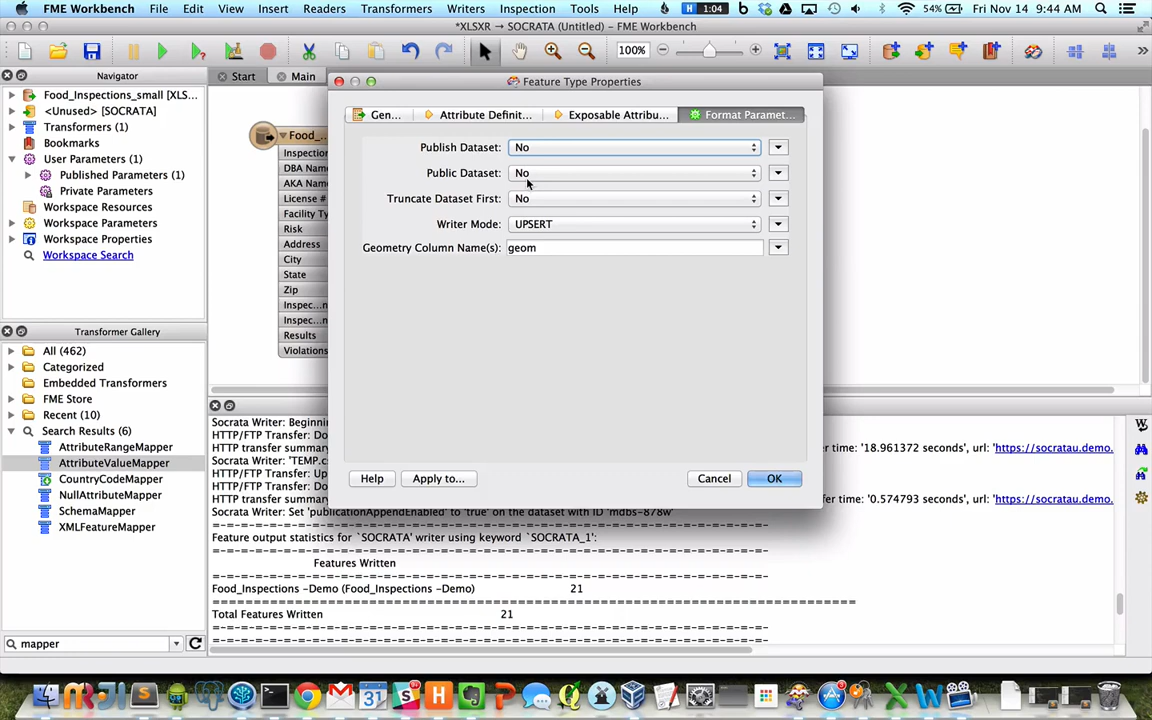 FME Workbench File Edit View Insert Readers Transformers Writers Inspection Tools Help H 1:04 54% Fri Nov 14 9:44 AM
*XLSXR → SOCRATA (Untitled) – FME Workbench
100%
Navigator
Food_Inspections_small [XLS...
<Unused> [SOCRATA]
Transformers (1)
Bookmarks
User Parameters (1)
Published Parameters (1)
Private Parameters
Workspace Resources
Workspace Parameters
Workspace Properties
Workspace Search
Transformer Gallery
All (462)
Categorized
Embedded Transformers
FME Store
Recent (10)
Search Results (6)
AttributeRangeMapper
AttributeValueMapper
CountryCodeMapper
NullAttributeMapper
SchemaMapper
XMLFeatureMapper
mapper
Start Main
Food_...
Inspection
DBA Name
AKA Name
License #
Facility Ty
Risk
Address
City
State
Zip
Inspec...n
Inspec...n
Results
Violations
Feature Type Properties
Gen... Attribute Definit... Exposable Attribu... Format Paramet...
Publish Dataset: No
Public Dataset: No
Truncate Dataset First: No
Writer Mode: UPSERT
Geometry Column Name(s): geom
Help Apply to... Cancel OK
Socrata Writer: Beginnin
HTTP/FTP Transfer: Do
HTTP transfer summar er time: '18.961372 seconds', url: 'https://socratau.demo.
Socrata Writer: 'TEMP.c
HTTP/FTP Transfer: Up
HTTP/FTP Transfer: Do
HTTP transfer summar fer time: '0.574793 seconds', url: 'https://socratau.demo.
Socrata Writer: Set 'publicationAppendEnabled' to 'true' on the dataset with ID 'mdbs-878w'
=-=-=-=-=-=-=-=-=-=-=-=-=-=-=-=-=-=-=-=-=-=-=-=-=-=-=-=-=-=-
Feature output statistics for `SOCRATA' writer using keyword `SOCRATA_1':
=-=-=-=-=-=-=-=-=-=-=-=-=-=-=-=-=-=-=-=-=-=-=-=-=-=-=-=-=-=-
Features Written
=-=-=-=-=-=-=-=-=-=-=-=-=-=-=-=-=-=-=-=-=-=-=-=-=-=-=-=-=-=-
Food_Inspections -Demo (Food_Inspections -Demo) 21
==============================================================
Total Features Written 21
=-=-=-=-=-=-=-=-=-=-=-=-=-=-=-=-=-=-=-=-=-=-=-=-=-=-=-=-=-=-
=-=-=-=-=-=-=-=-=-=-=-=-=-=-=-=-=-=-=-=-=-=-=-=-=-=-=-=-=-=-